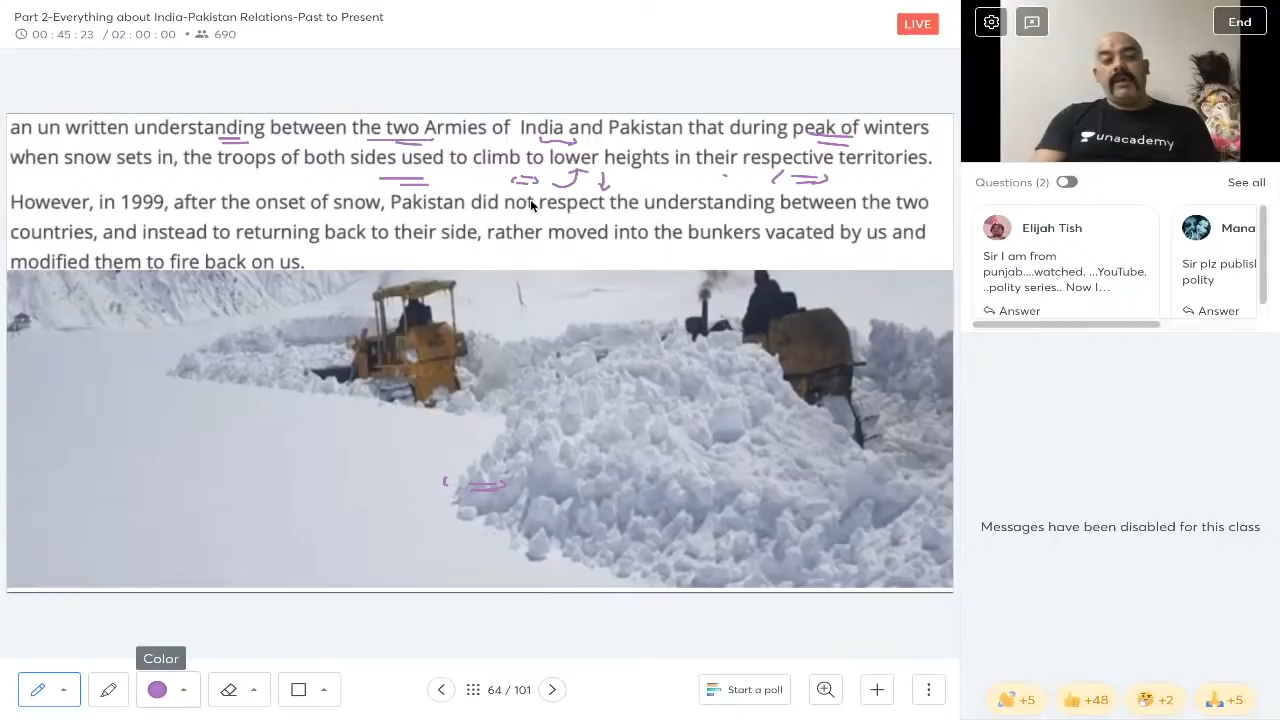 Part 2-Everything about India-Pakistan Relations-Past to Present
00 : 45 : 23 / 02 : 00 : 00 • 696
LIVE
End
an un written understanding between the two Armies of India and Pakistan that during peak of winters
when snow sets in, the troops of both sides used to climb to lower heights in their respective territories.
However, in 1999, after the onset of snow, Pakistan did not respect the understanding between the two
countries, and instead to returning back to their side, rather moved into the bunkers vacated by us and
modified them to fire back on us.
unacademy
Questions (2)
See all
Elijah Tish
Sir I am from
punjab....watched. ...YouTube.
..polity series.. Now I...
Answer
Mana
Sir plz publish
polity
Answer
Messages have been disabled for this class
Color
64 / 101
Start a poll
+5
+48
+2
+5